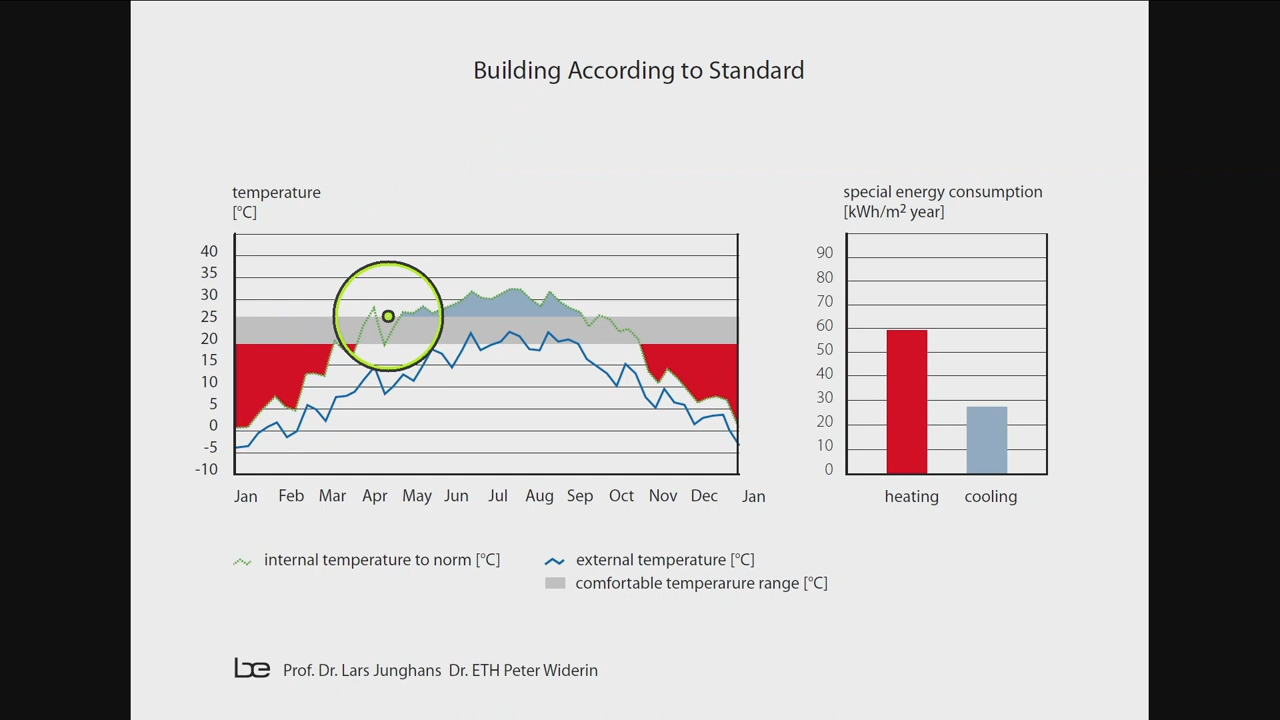 Building According to Standard
temperature
[°C]
40
35
30
25
20
15
10
5
0
-5
-10
Jan Feb Mar Apr May Jun Jul Aug Sep Oct Nov Dec Jan
special energy consumption
[kWh/m² year]
90
80
70
60
50
40
30
20
10
0
heating cooling
internal temperature to norm [°C]
external temperature [°C]
comfortable temperarure range [°C]
be Prof. Dr. Lars Junghans Dr. ETH Peter Widerin